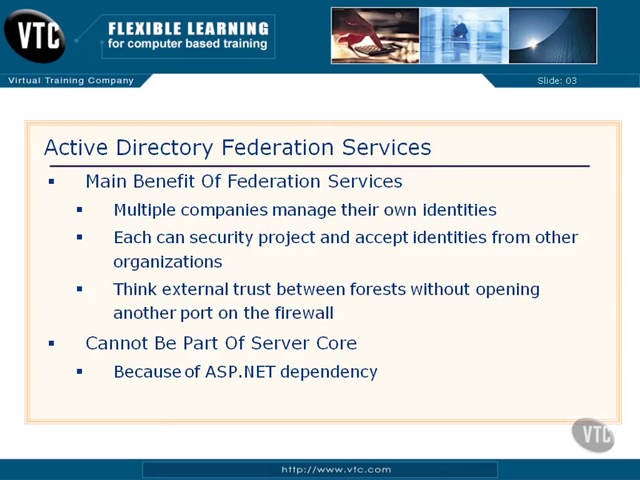 VTC
FLEXIBLE LEARNING
for computer based training
Virtual Training Company
Slide: 03
Active Directory Federation Services
Main Benefit Of Federation Services
Multiple companies manage their own identities
Each can security project and accept identities from other
organizations
Think external trust between forests without opening
another port on the firewall
Cannot Be Part Of Server Core
Because of ASP.NET dependency
VTC
http://www.vtc.com